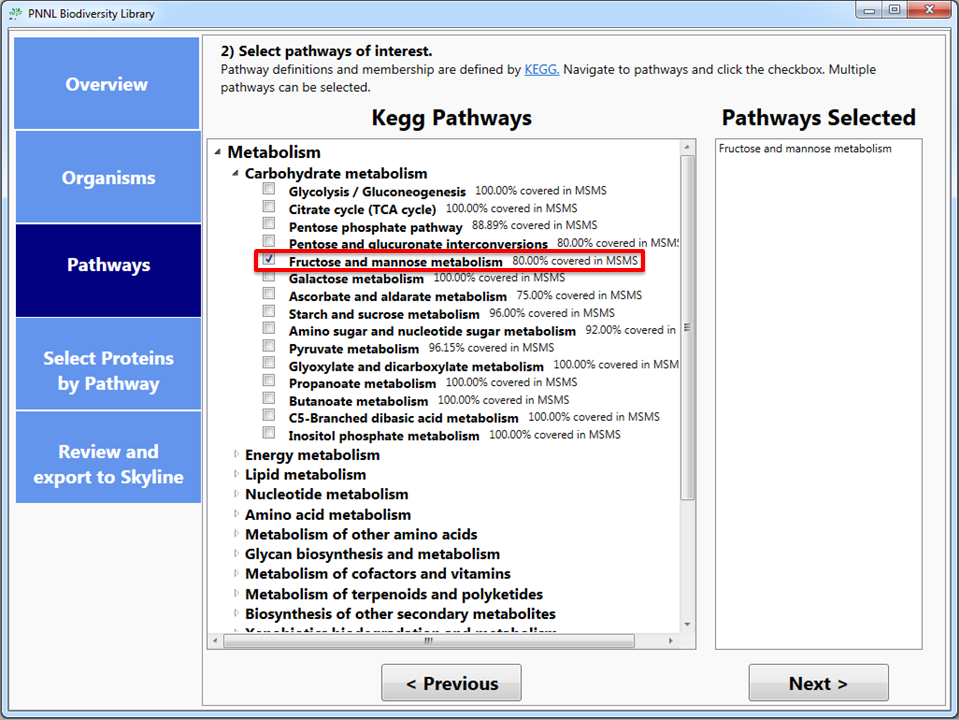 PNNL Biodiversity Library
Overview
Organisms
Pathways
Select Proteins
by Pathway
Review and
export to Skyline
2) Select pathways of interest.
Pathway definitions and membership are defined by KEGG. Navigate to pathways and click the checkbox. Multiple
pathways can be selected.
Kegg Pathways
Metabolism
Carbohydrate metabolism
Glycolysis / Gluconeogenesis 100.00% covered in MSMS
Citrate cycle (TCA cycle) 100.00% covered in MSMS
Pentose phosphate pathway 88.89% covered in MSMS
Pentose and glucuronate interconversions 80.00% covered in MSMS
Fructose and mannose metabolism 80.00% covered in MSMS
Galactose metabolism 100.00% covered in MSMS
Ascorbate and aldarate metabolism 75.00% covered in MSMS
Starch and sucrose metabolism 96.00% covered in MSMS
Amino sugar and nucleotide sugar metabolism 92.00% covered in
Pyruvate metabolism 96.15% covered in MSMS
Glyoxylate and dicarboxylate metabolism 100.00% covered in MSM
Propanoate metabolism 100.00% covered in MSMS
Butanoate metabolism 100.00% covered in MSMS
C5-Branched dibasic acid metabolism 100.00% covered in MSMS
Inositol phosphate metabolism 100.00% covered in MSMS
Energy metabolism
Lipid metabolism
Nucleotide metabolism
Amino acid metabolism
Metabolism of other amino acids
Glycan biosynthesis and metabolism
Metabolism of cofactors and vitamins
Metabolism of terpenoids and polyketides
Biosynthesis of other secondary metabolites
Xenobiotics biodegradation and metabolism
Pathways Selected
Fructose and mannose metabolism
< Previous
Next >